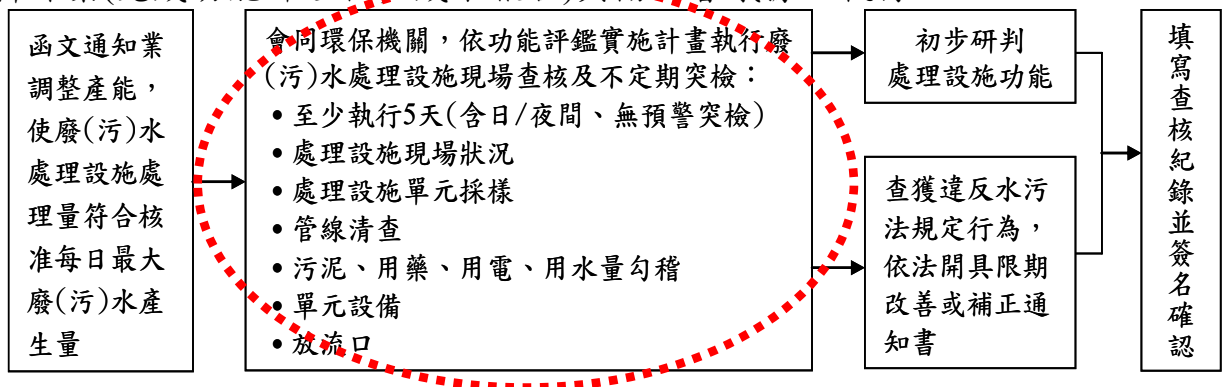 函文通知業
調整產能，
使廢(污)水
處理設施處
理量符合核
准每日最大
廢(污)水產
生量
會同環保機關，依功能評鑑實施計畫執行廢
(污)水處理設施現場查核及不定期突檢：
•至少執行5天(含日/夜間、無預警突檢)
•處理設施現場狀況
•處理設施單元採樣
•管線清查
•污泥、用藥、用電、用水量勾稽
•單元設備
•放流口
初步研判
處理設施功能
查獲違反水污
法規定行為，
依法開具限期
改善或補正通
知書
填寫查核紀錄並簽名確認